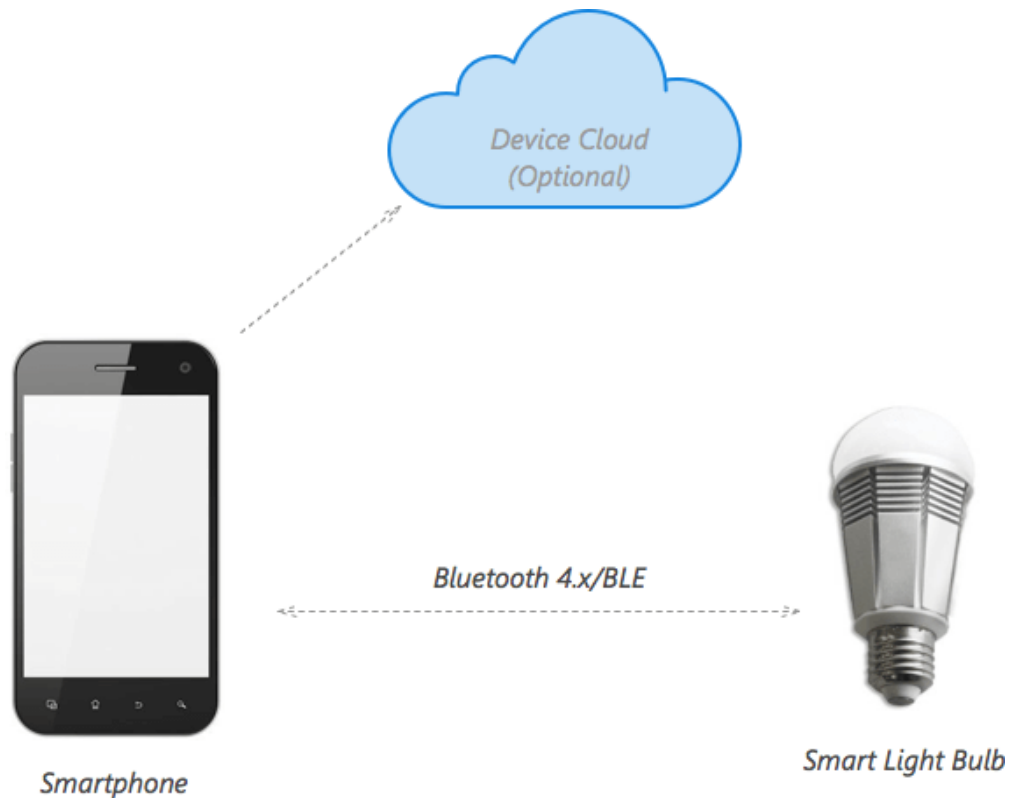 Device Cloud
(Optional)
Bluetooth 4.x/BLE
Smart Light Bulb
Smartphone